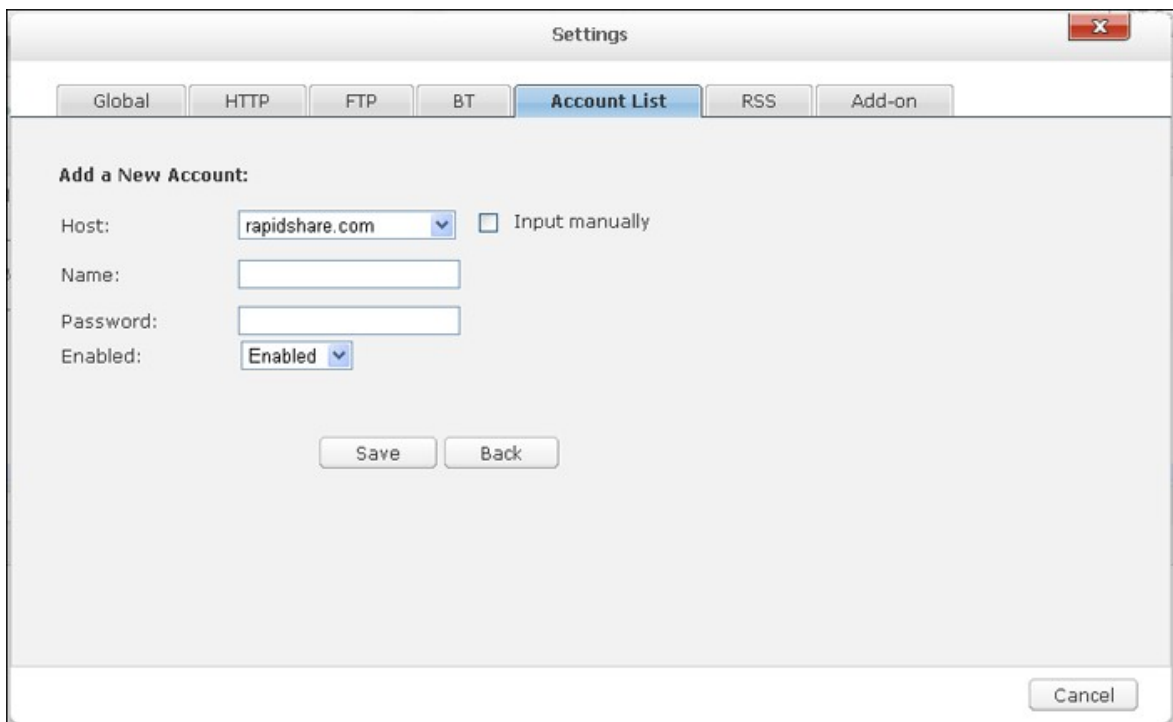 Settings
Global HTTP FTP BT Account List RSS Add-on
Add a New Account:
Host: rapidshare.com Input manually
Name:
Password:
Enabled: Enabled
Save Back
Cancel